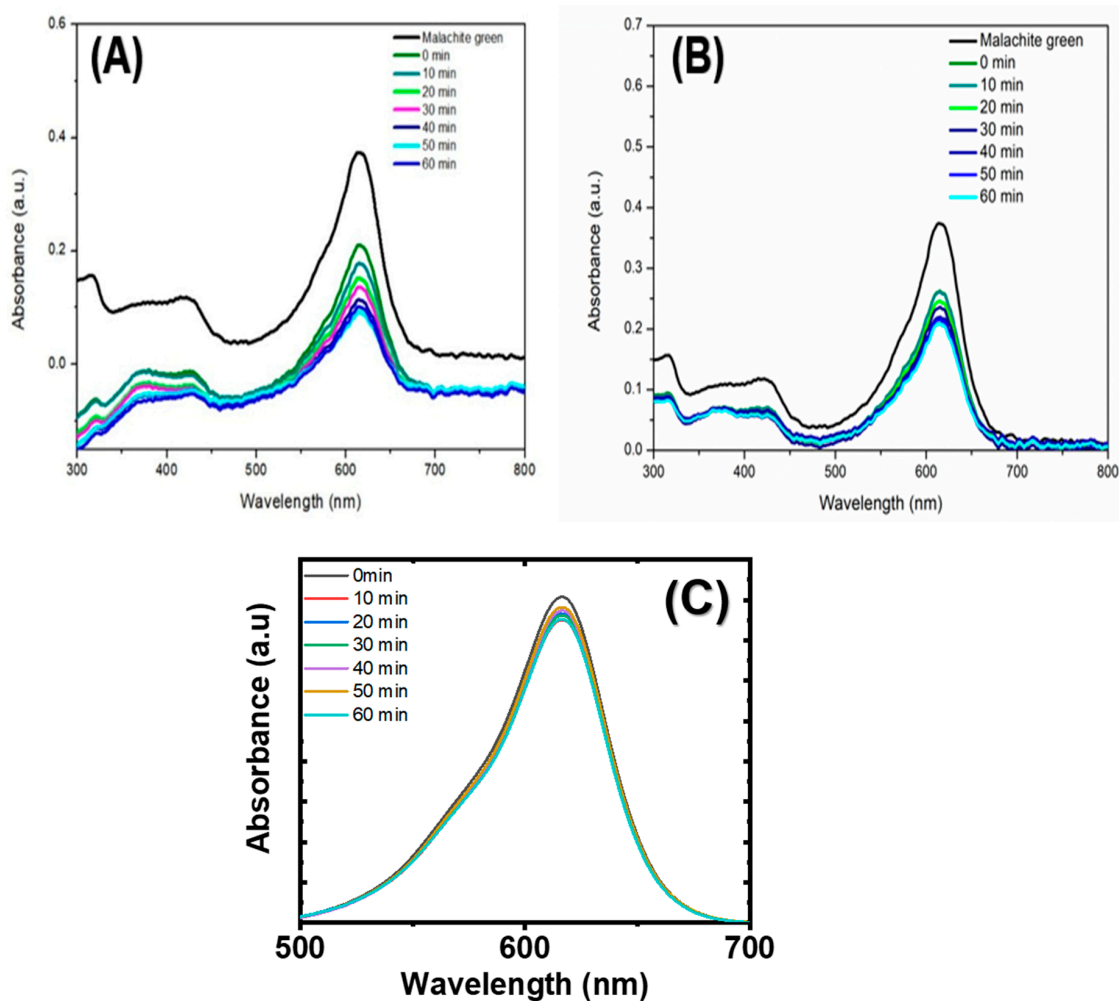 (A)
Malachite green
0 min
10 min
20 min
30 min
40 min
50 min
60 min
0.6
0.4
0.2
0.0
Absorbance (a.u.)
300 400 500 600 700 800
Wavelength (nm)
(B)
Malachite green
0 min
10 min
20 min
30 min
40 min
50 min
60 min
0.7
0.6
0.5
0.4
0.3
0.2
0.1
0.0
Absorbance (a.u.)
300 400 500 600 700 800
Wavelength (nm)
(C)
0min
10 min
20 min
30 min
40 min
50 min
60 min
Absorbance (a.u)
500 600 700
Wavelength (nm)